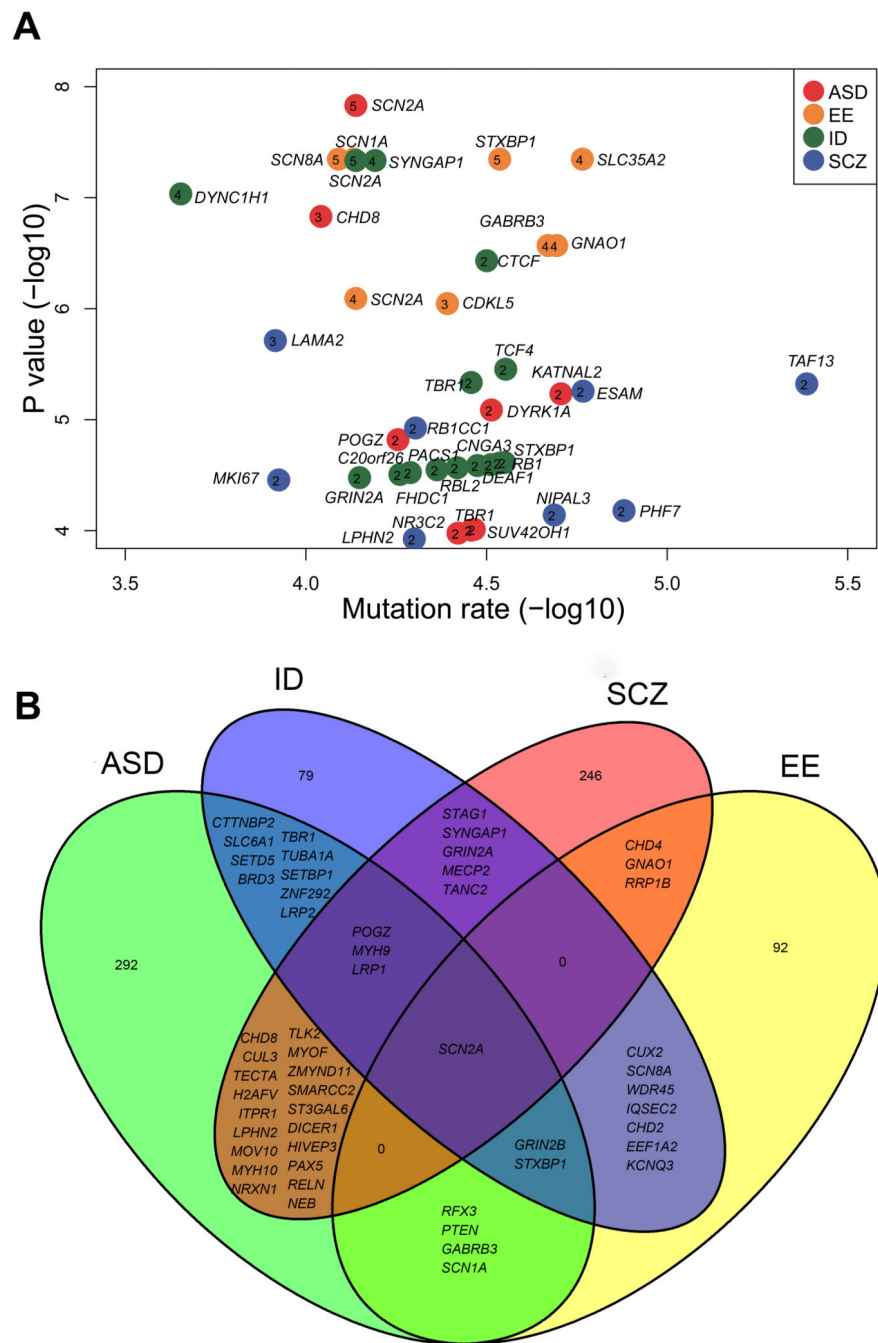 A
ASD
EE
ID
SCZ
P value (−log10)
8
7
6
5
4
5 SCN2A
SCN1A
STXBP1
SCN8A 5 5 4 SYNGAP1
5
4 SLC35A2
SCN2A
4 DYNC1H1
3 CHD8
GABRB3
44 GNAO1
2 CTCF
4 SCN2A
3 CDKL5
3 LAMA2
TCF4
2
TBR1 2
KATNAL2
2 2 ESAM
TAF13
2
2 DYRK1A
2 RB1CC1
POGZ 2
CNGA3
STXBP1
C20orf26 PACS1
2 2 2 2 2 2 2 RB1
MKI67 2
GRIN2A
FHDC1
RBL2
DEAF1
NIPAL3
2
2 PHF7
NR3C2
TBR1
LPHN2 2
2 2 2 SUV42OH1
3.5 4.0 4.5 5.0 5.5
Mutation rate (−log10)
B
ID
SCZ
ASD
EE
79
246
292
92
CTTNBP2
SLC6A1
SETD5
BRD3
TBR1
TUBA1A
SETBP1
ZNF292
LRP2
STAG1
SYNGAP1
GRIN2A
MECP2
TANC2
CHD4
GNAO1
RRP1B
POGZ
MYH9
LRP1
0
SCN2A
CHD8
CUL3
TECTA
H2AFV
ITPR1
LPHN2
MOV10
MYH10
NRXN1
TLK2
MYOF
ZMYND11
SMARCC2
ST3GAL6
DICER1
HIVEP3
PAX5
RELN
NEB
0
GRIN2B
STXBP1
CUX2
SCN8A
WDR45
IQSEC2
CHD2
EEF1A2
KCNQ3
RFX3
PTEN
GABRB3
SCN1A